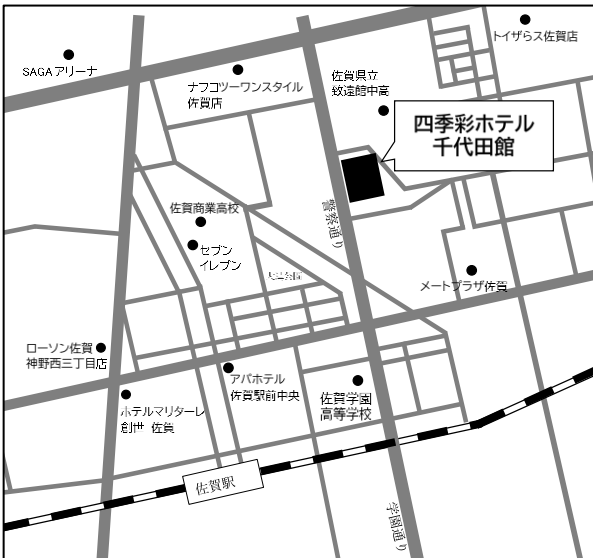 トイザらス佐賀店
SAGAアリーナ
ナフコツーワンスタイル
佐賀店
佐賀県立
致遠館中高
四季彩ホテル
千代田館
佐賀商業高校
警察通り
セブン
イレブン
メートプラザ佐賀
ローソン佐賀
神野西三丁目店
アパホテル
佐賀駅前中央
ホテルマリターレ
創世 佐賀
佐賀学園
高等学校
佐賀駅
学園通り